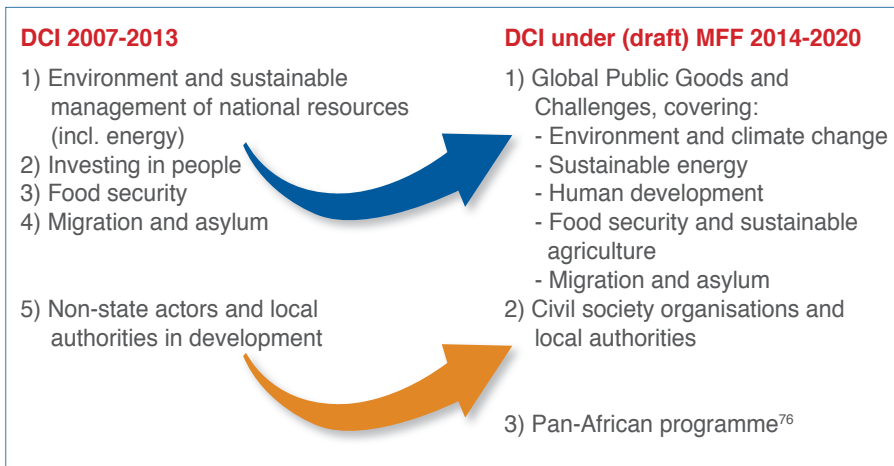 DCI 2007-2013
1) Environment and sustainable
management of national resources
(incl. energy)
2) Investing in people
3) Food security
4) Migration and asylum
5) Non-state actors and local
authorities in development
DCI under (draft) MFF 2014-2020
1) Global Public Goods and
Challenges, covering:
- Environment and climate change
- Sustainable energy
- Human development
- Food security and sustainable
agriculture
- Migration and asylum
2) Civil society organisations and
local authorities
3) Pan-African programme76